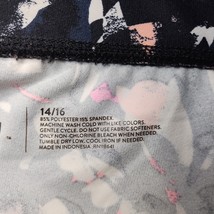 14/16
85% POLYESTER 15% SPANDEX
MACHINE WASH COLD WITH LIKE COLORS.
GENTLE CYCLE. DO NOT USE FABRIC SOFTENERS.
ONLY NON-CHLORINE BLEACH WHEN NEEDED.
TUMBLE DRY LOW. COOL IRON IF NEEDED.
MADE IN INDONESIA
TM